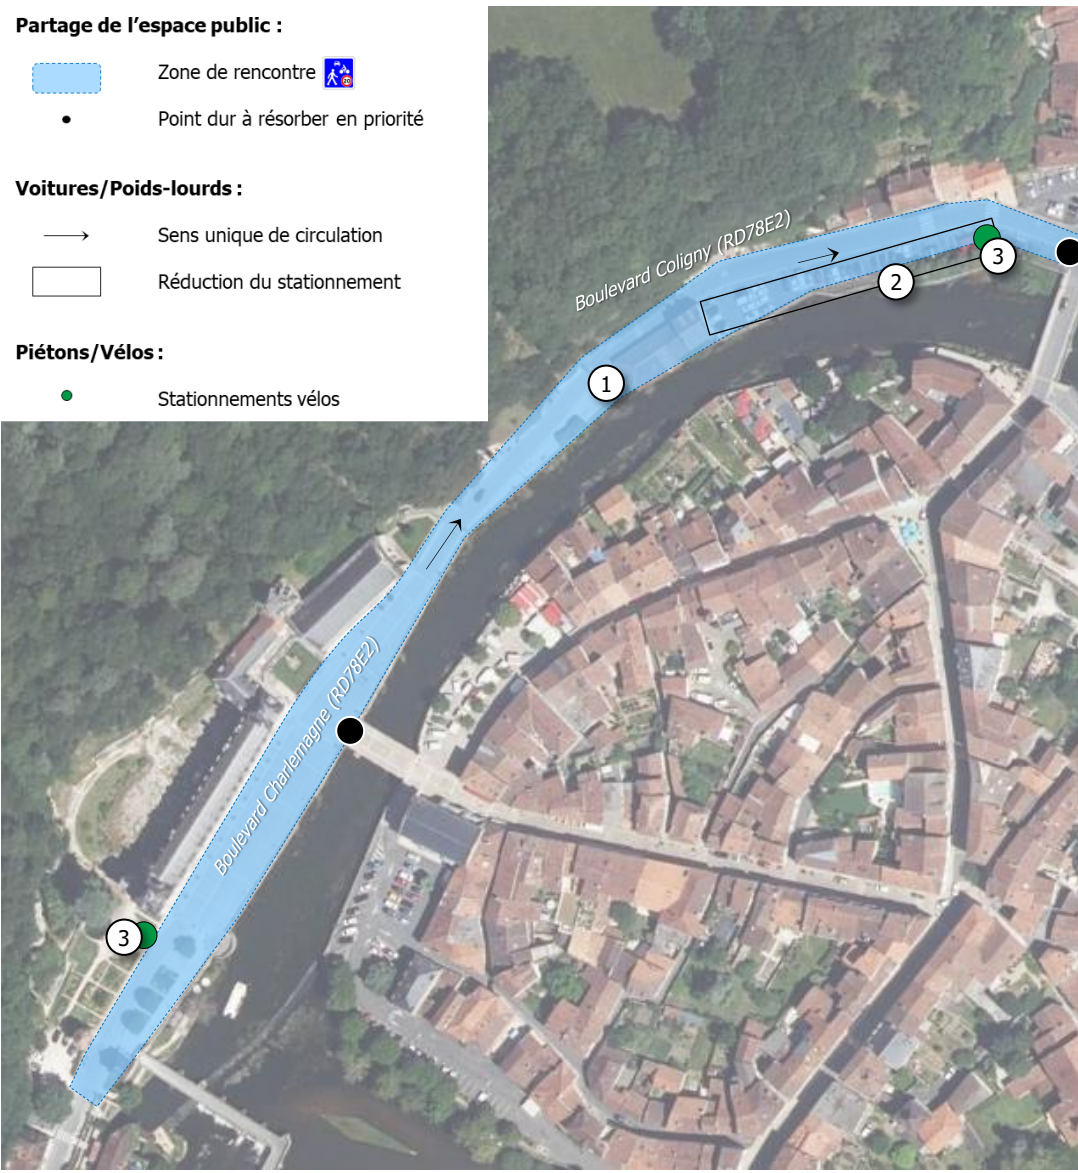 Partage de l'espace public :
Zone de rencontre
Point dur à résorber en priorité
Voitures/Poids-lourds :
Sens unique de circulation
Réduction du stationnement
Piétons/Vélos :
Stationnements vélos
Boulevard Coligny (RD78E2)
3
2
1
Boulevard Charlemagne (RD78E2)
3